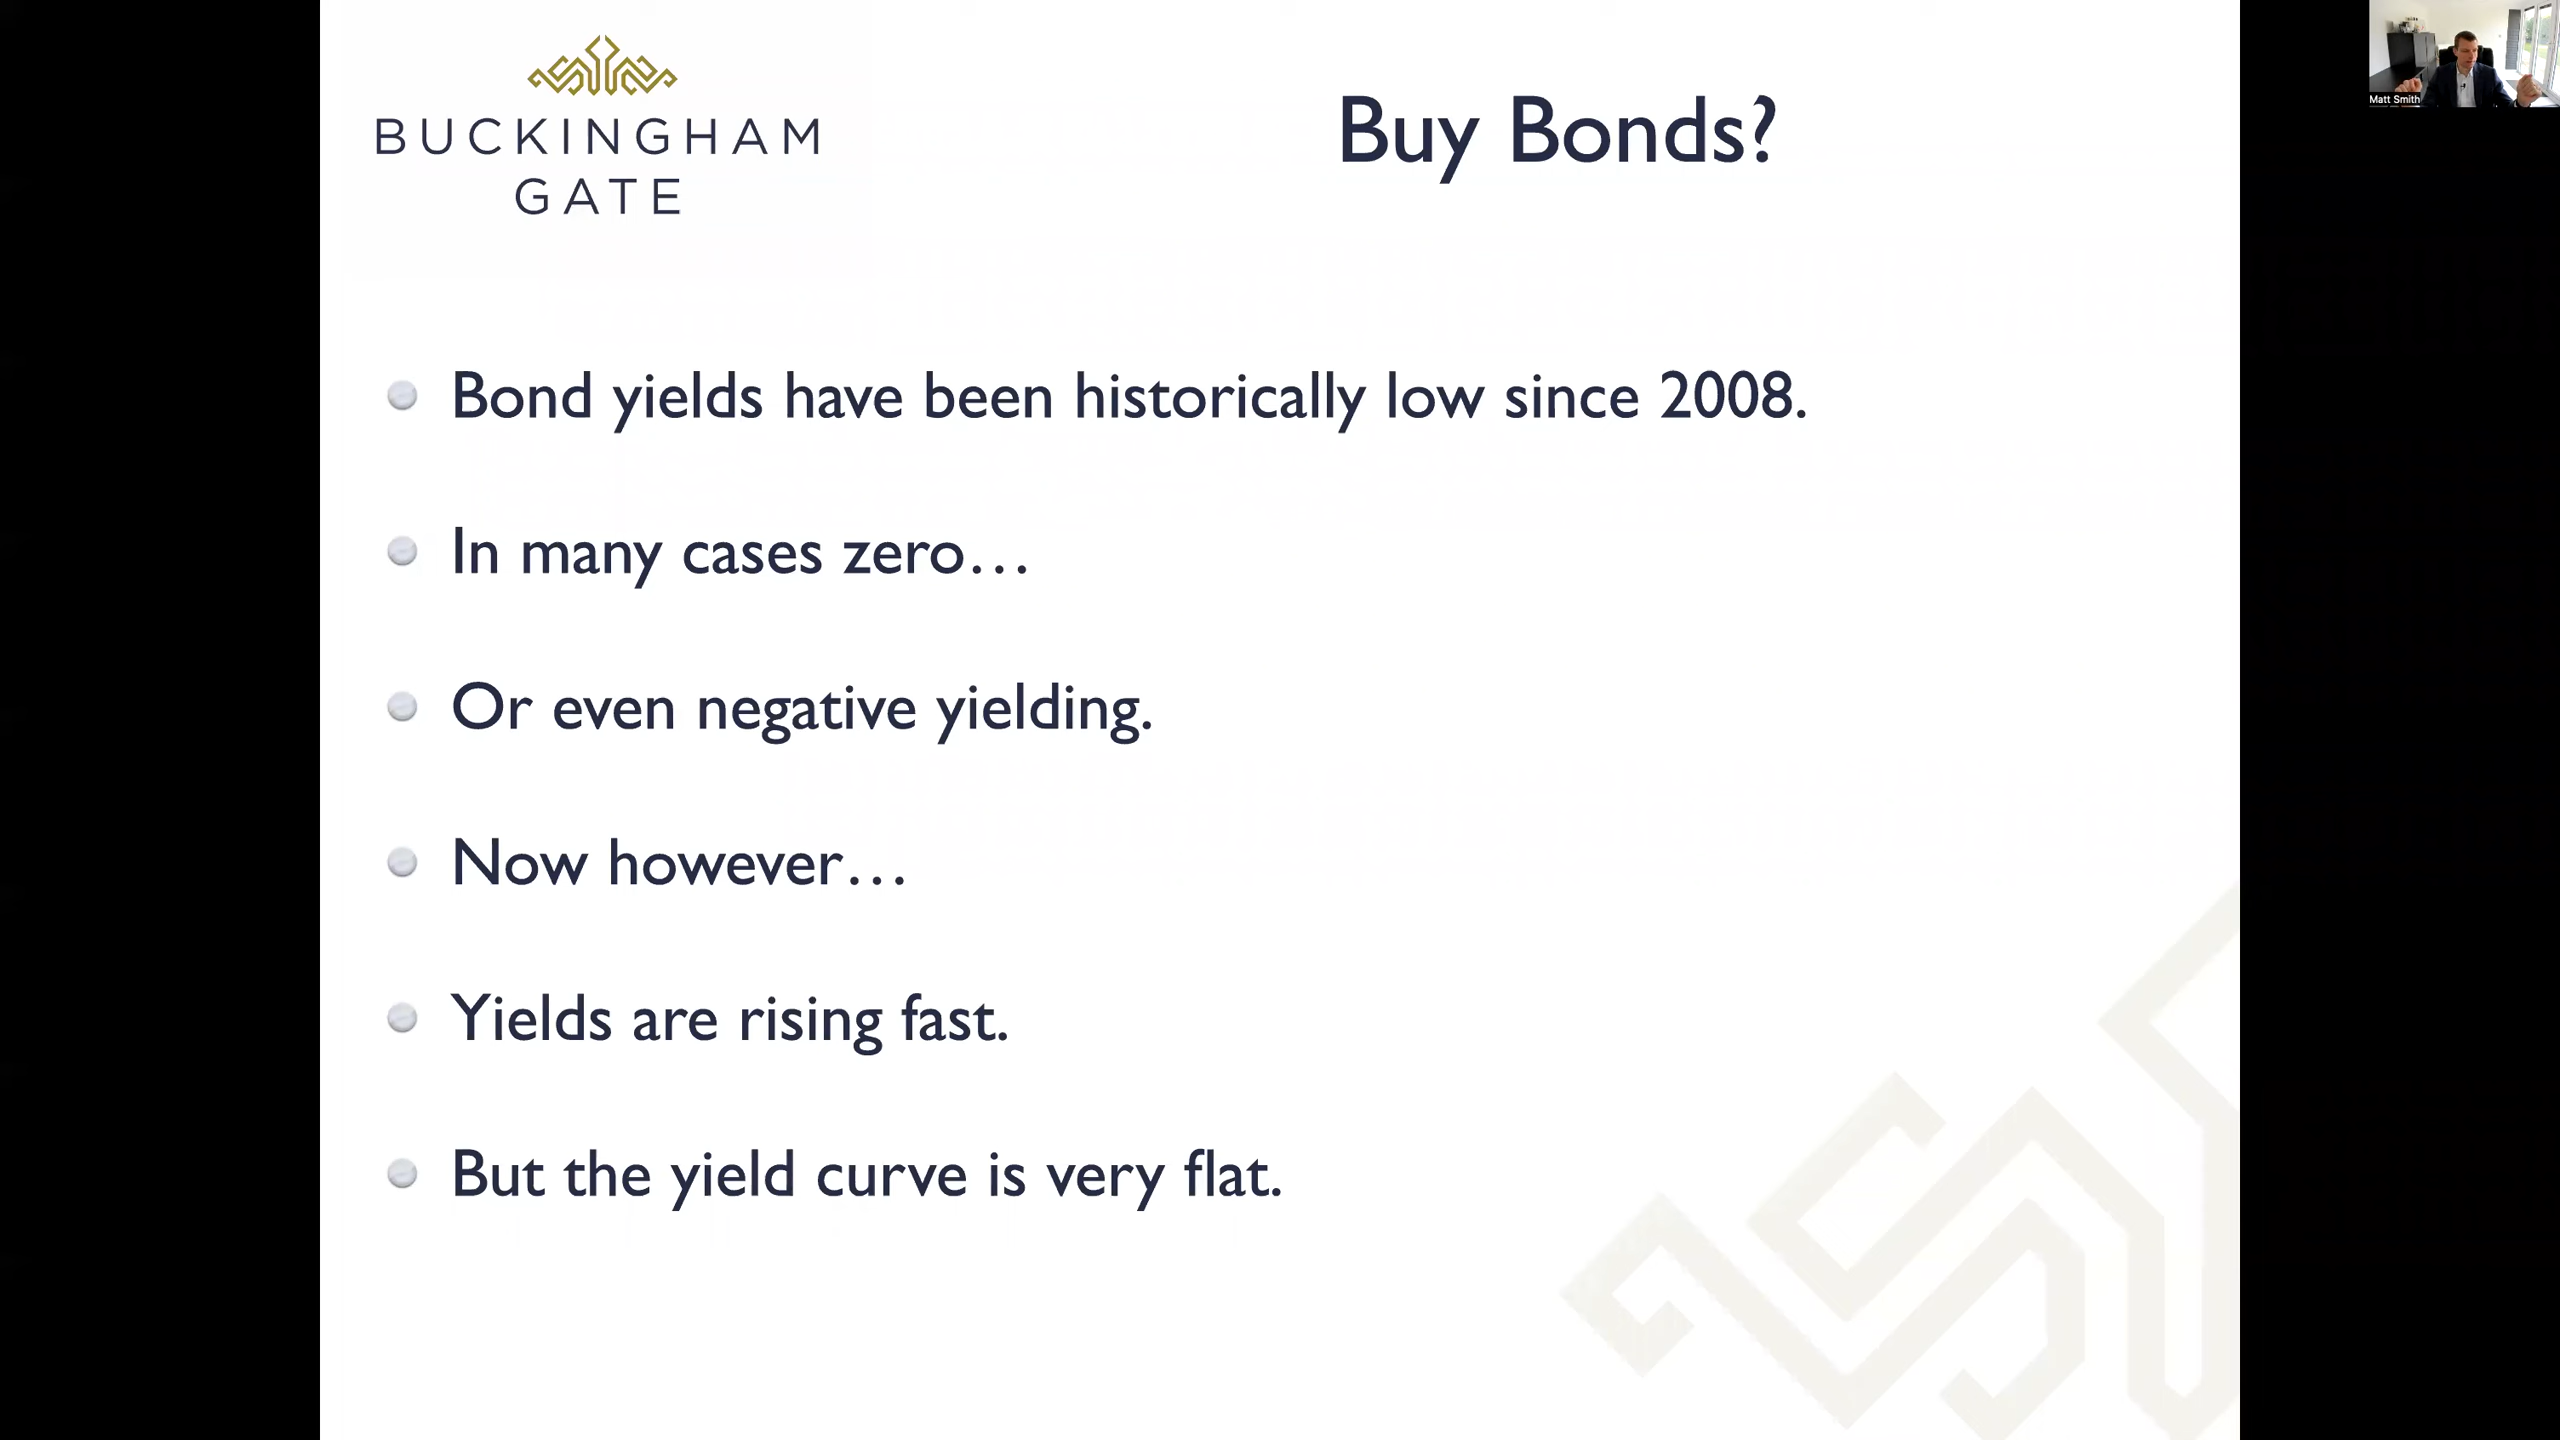 BUCKINGHAM
GATE
Buy Bonds?
Matt Smith
Bond yields have been historically low since 2008.
In many cases zero…
Or even negative yielding.
Now however…
Yields are rising fast.
But the yield curve is very flat.